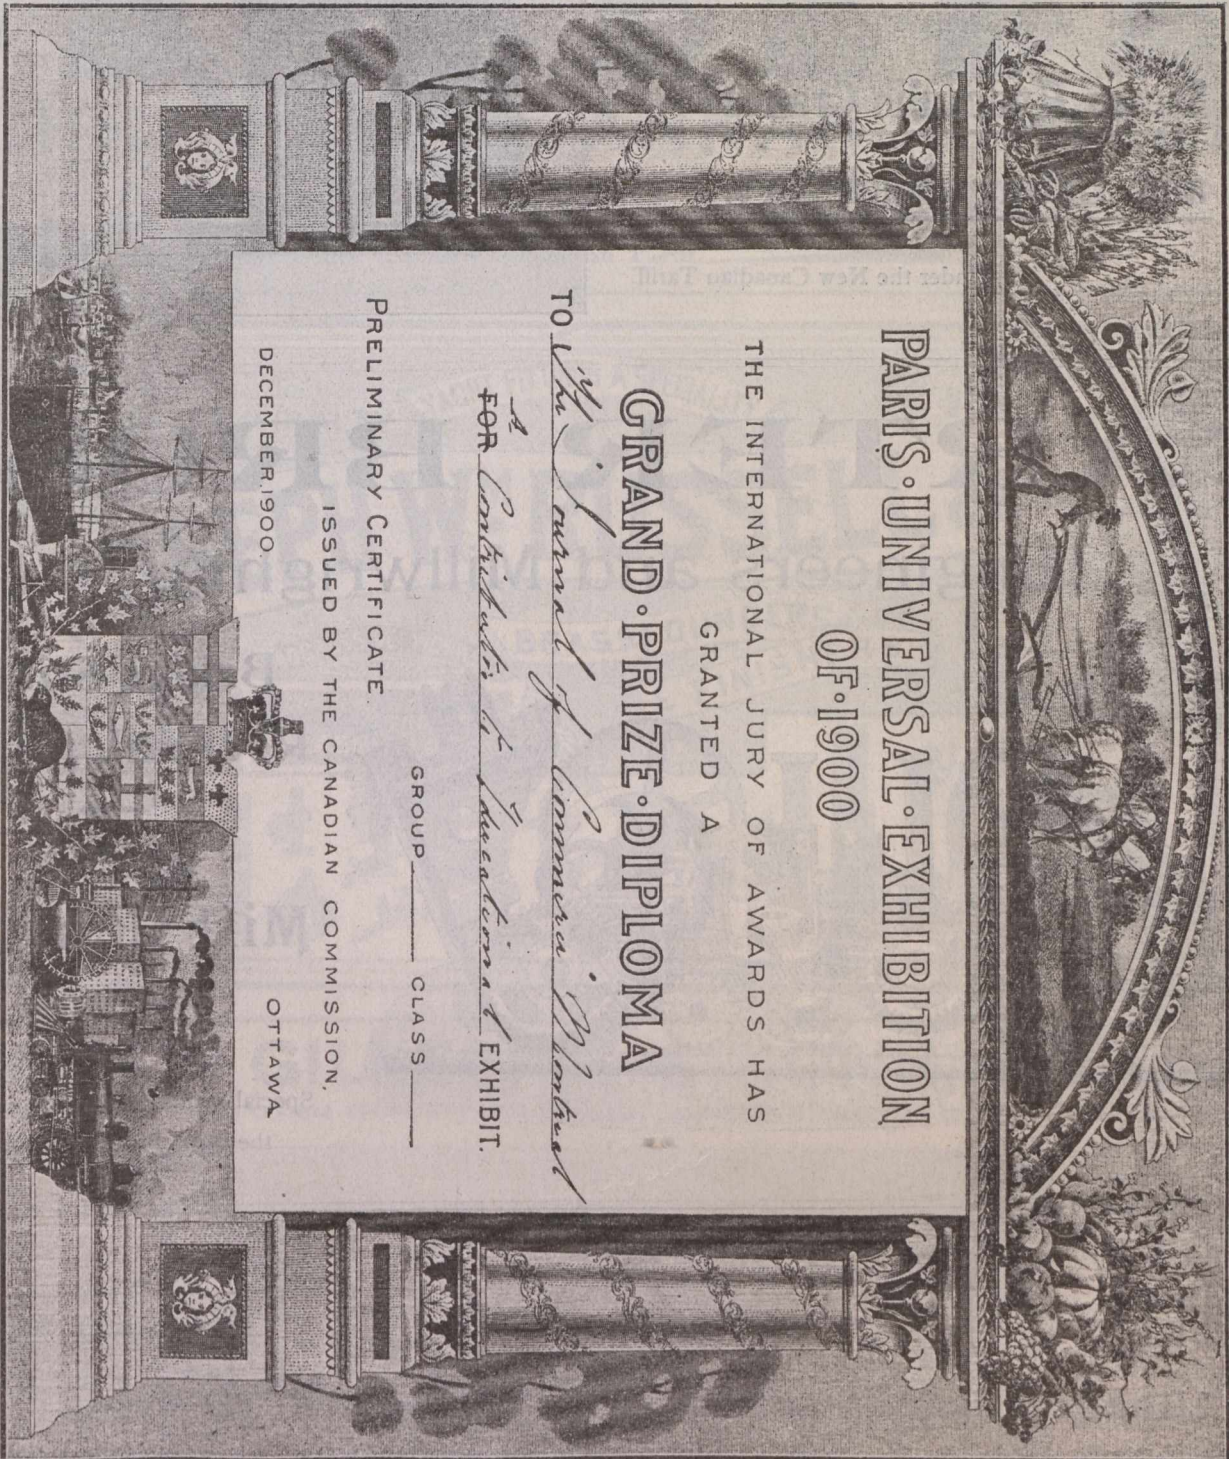 PARIS·UNIVERSAL·EXHIBITION
OF·1900
THE INTERNATIONAL JURY OF AWARDS HAS
GRANTED A
GRAND·PRIZE·DIPLOMA
TO The Journal of Commerce Montreal
FOR Contribution to Educational EXHIBIT.
GROUP CLASS
PRELIMINARY CERTIFICATE
ISSUED BY THE CANADIAN COMMISSION,
DECEMBER.1900. OTTAWA